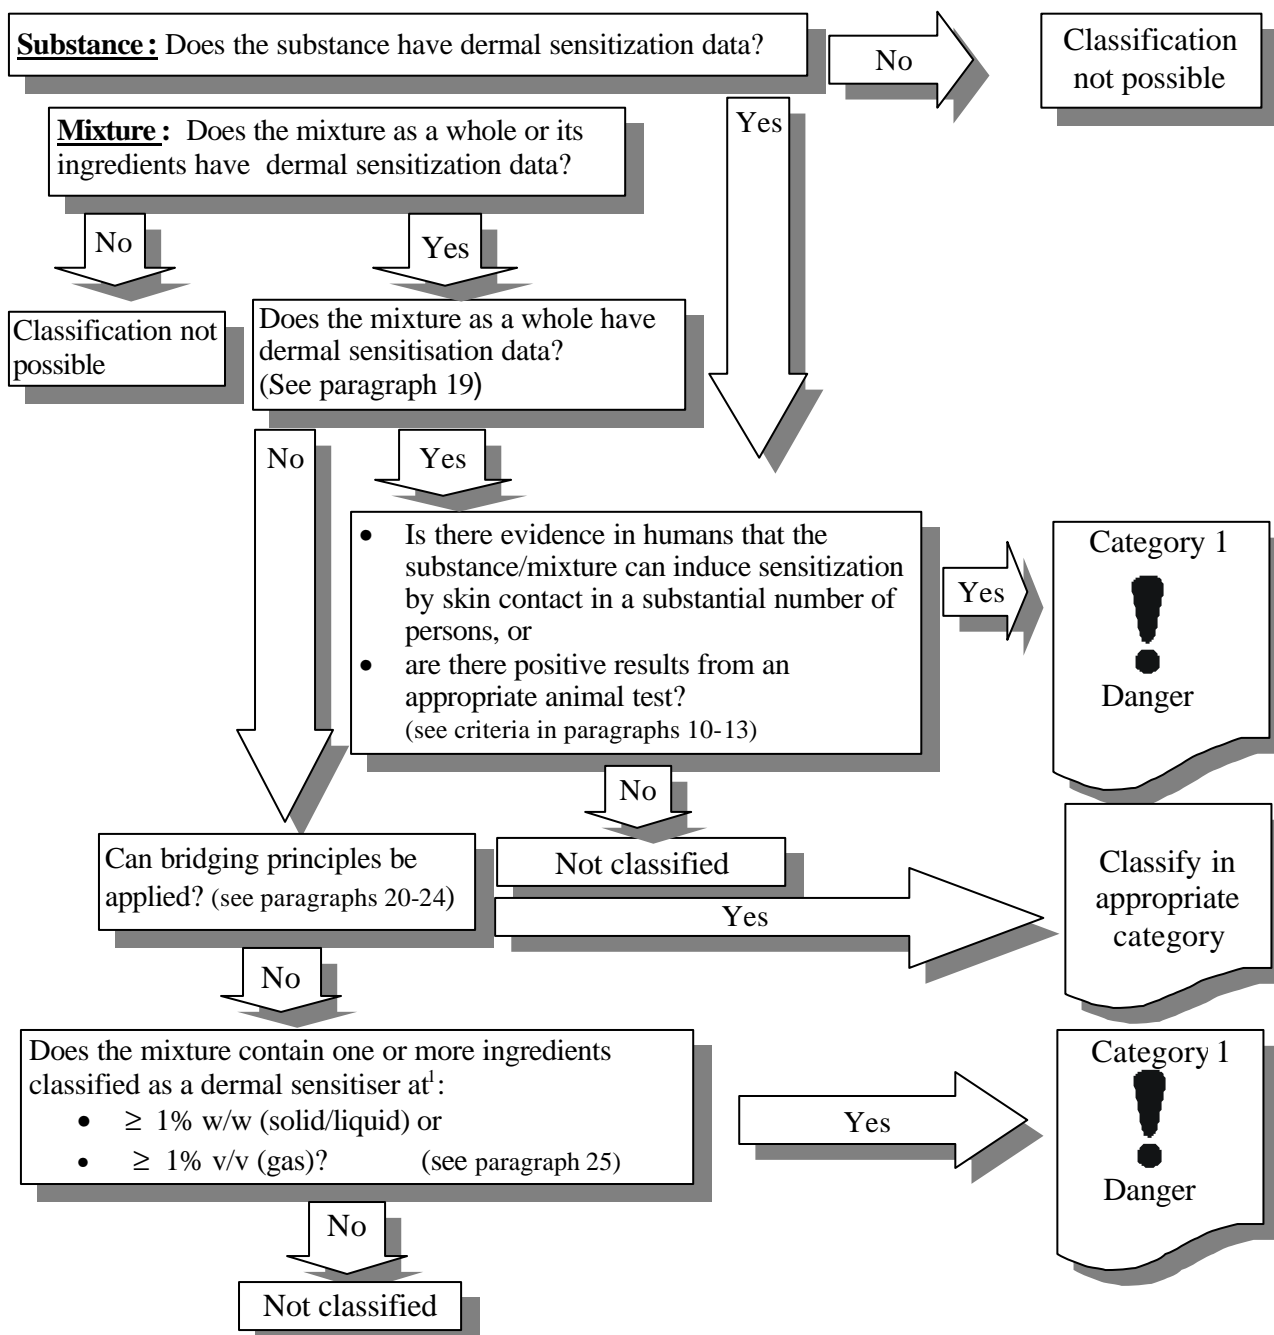 Substance: Does the substance have dermal sensitization data?
No
Classification
not possible
Mixture: Does the mixture as a whole or its
ingredients have dermal sensitization data?
Yes
No
Yes
Classification not
possible
Does the mixture as a whole have
dermal sensitisation data?
(See paragraph 19)
No
Yes
• Is there evidence in humans that the
substance/mixture can induce sensitization
by skin contact in a substantial number of
persons, or
• are there positive results from an
appropriate animal test?
(see criteria in paragraphs 10-13)
Yes
Category 1
!
Danger
No
Not classified
Can bridging principles be
applied? (see paragraphs 20-24)
Yes
Classify in
appropriate
category
No
Does the mixture contain one or more ingredients
classified as a dermal sensitiser at¹:
• ≥ 1% w/w (solid/liquid) or
• ≥ 1% v/v (gas)? (see paragraph 25)
Yes
Category 1
!
Danger
No
Not classified